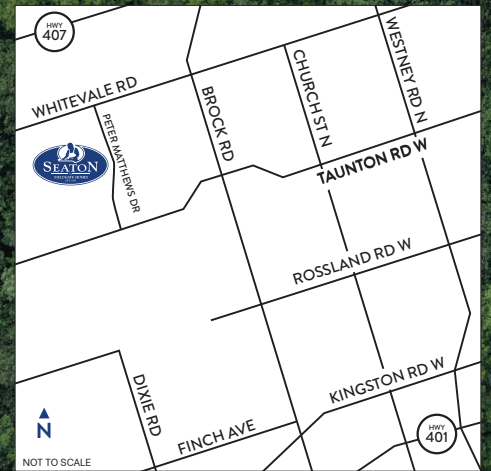 HWY
407
WHITEVALE RD
PETER MATTHEWS DR
BROCK RD
CHURCH ST N
WESTNEY RD N
SEATON
TAUNTON RD W
ROSSLAND RD W
DIXIE RD
KINGSTON RD W
FINCH AVE
HWY
401
N
NOT TO SCALE